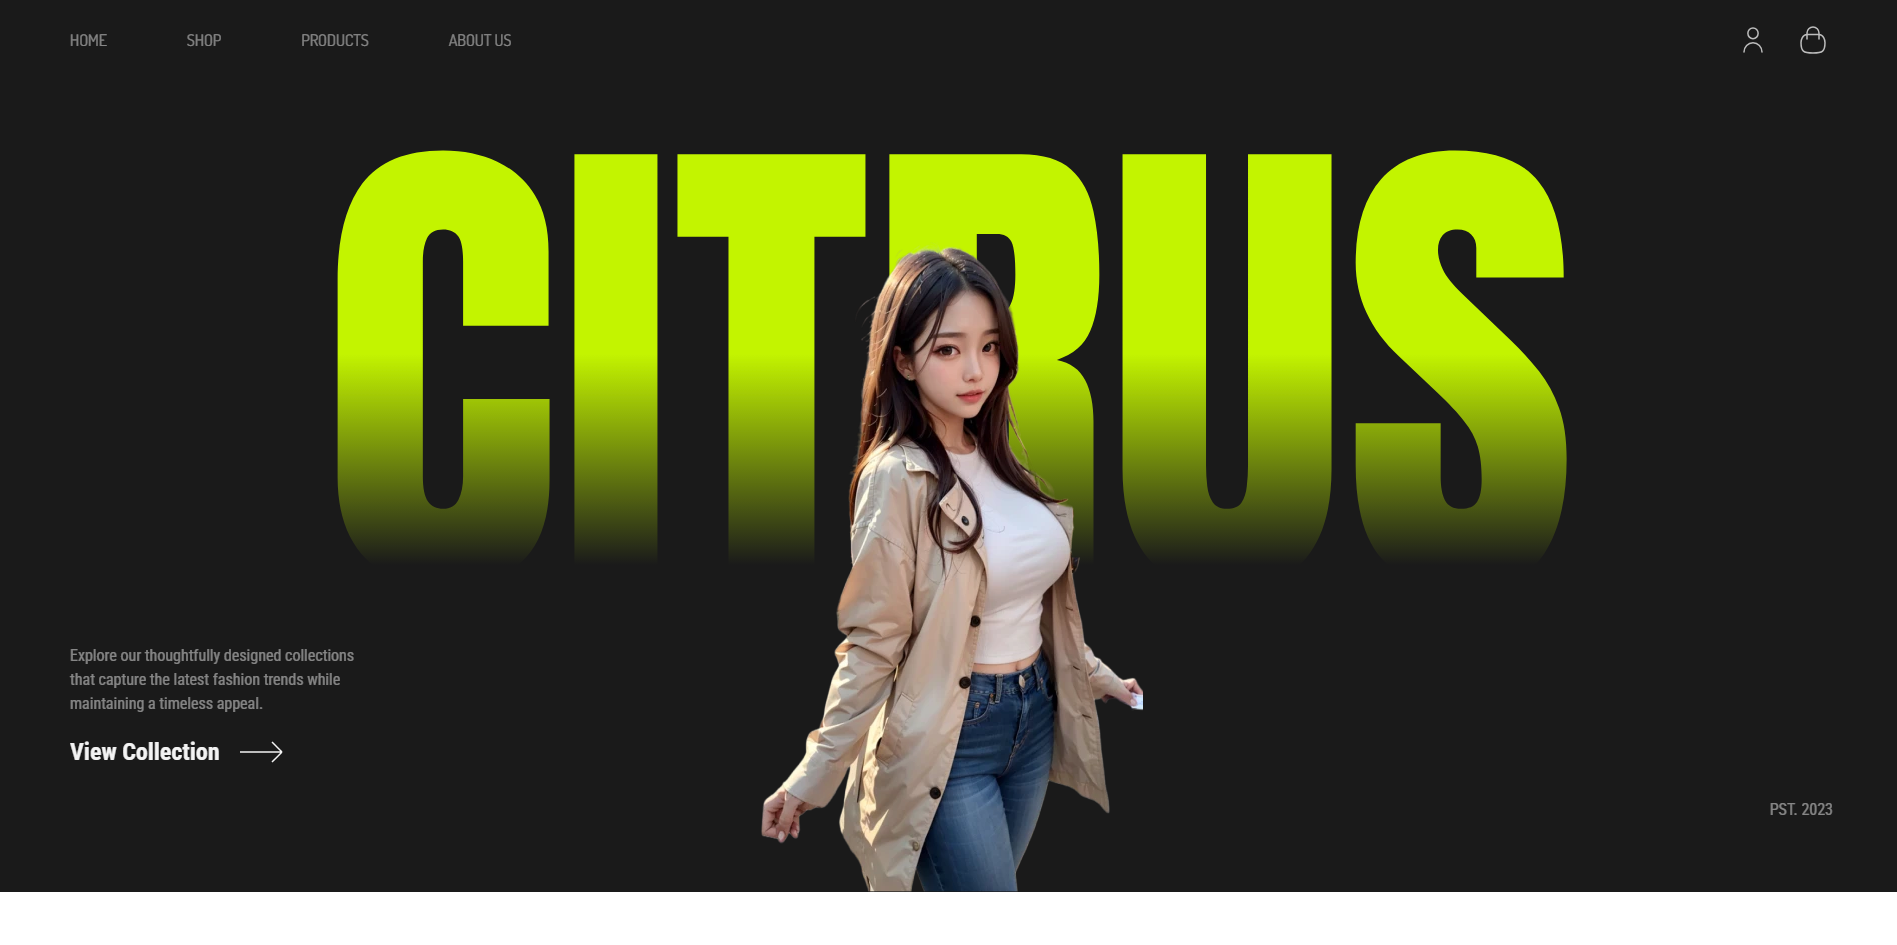 HOME SHOP PRODUCTS ABOUT US
CITRUS
Explore our thoughtfully designed collections
that capture the latest fashion trends while
maintaining a timeless appeal.
View Collection
PST. 2023